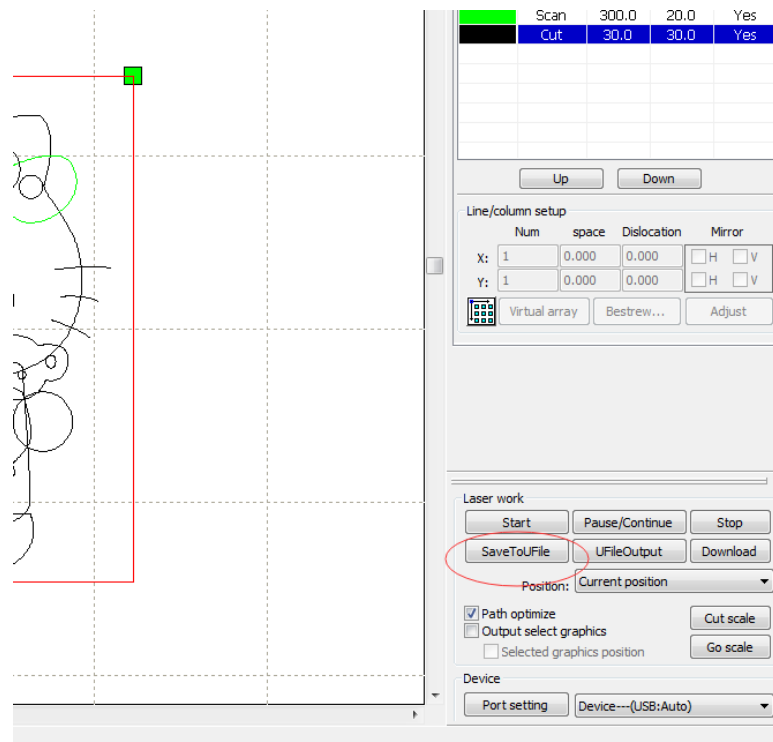 Scan 300.0 20.0 Yes
Cut 30.0 30.0 Yes
Up Down
Line/column setup
Num space Dislocation Mirror
X: 1 0.000 0.000 H V
Y: 1 0.000 0.000 H V
Virtual array Bestrew... Adjust
Laser work
Start Pause/Continue Stop
SaveToUFile UFileOutput Download
Position: Current position
Path optimize Cut scale
Output select graphics
Selected graphics position Go scale
Device
Port setting Device---(USB:Auto)